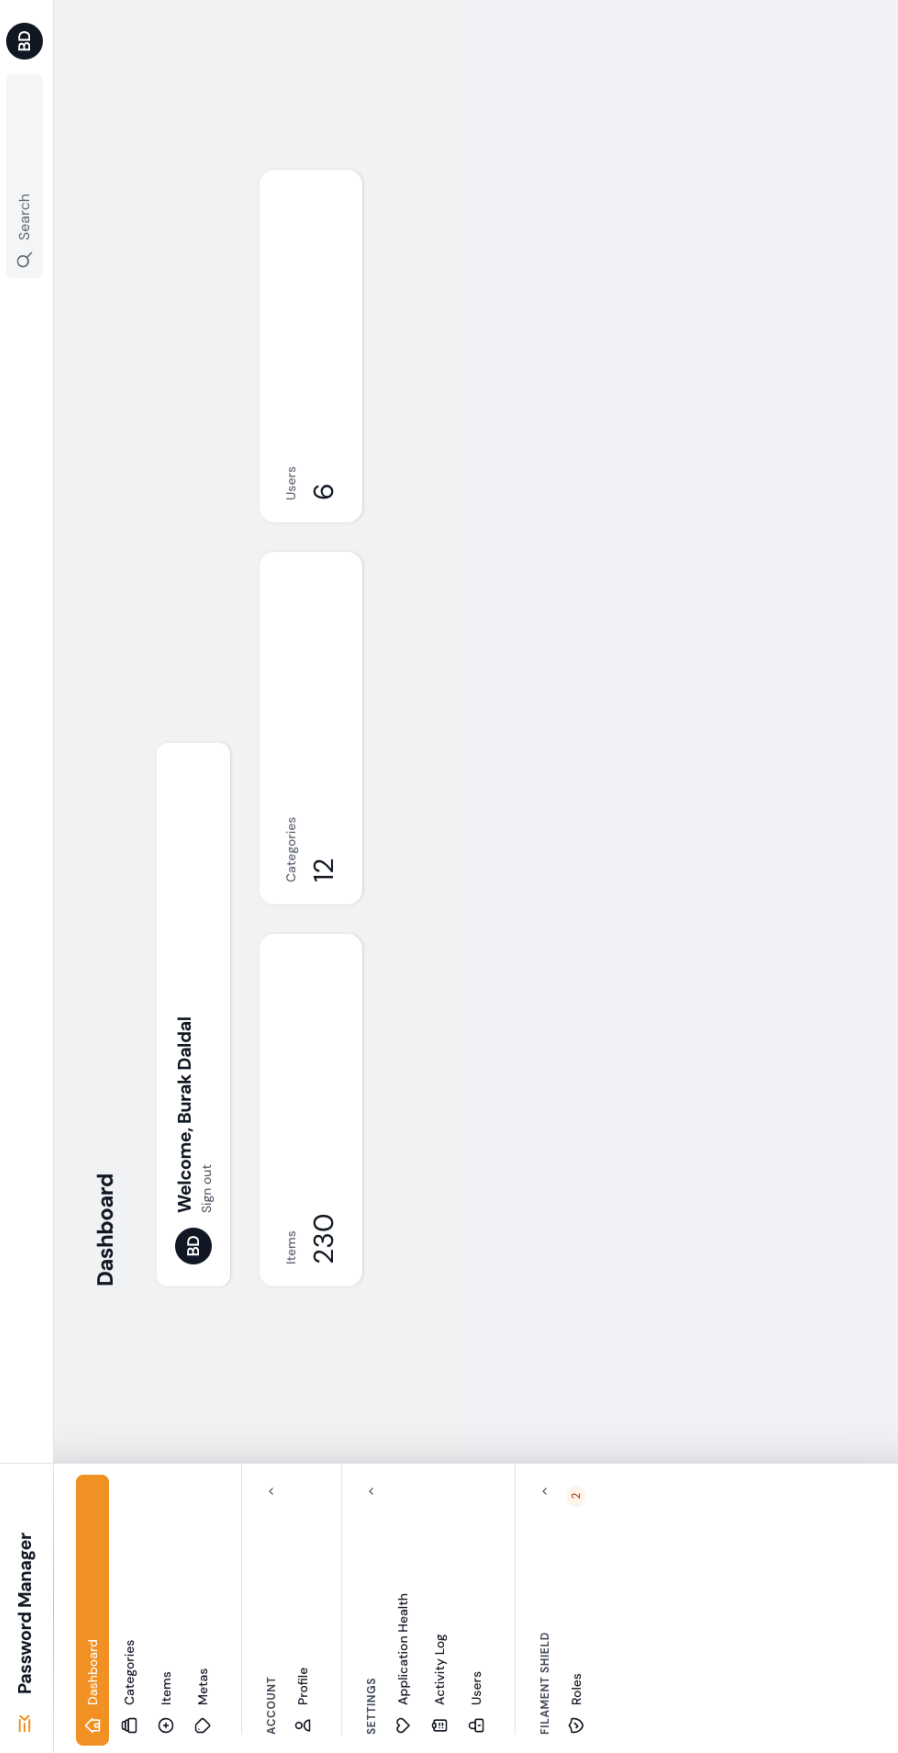 Password Manager
Search
BD
Dashboard
Categories
Items
Metas
ACCOUNT
Profile
SETTINGS
Application Health
Activity Log
Users
FILAMENT SHIELD
Roles
2
Dashboard
BD
Welcome, Burak Daldal
Sign out
Items
230
Categories
12
Users
6